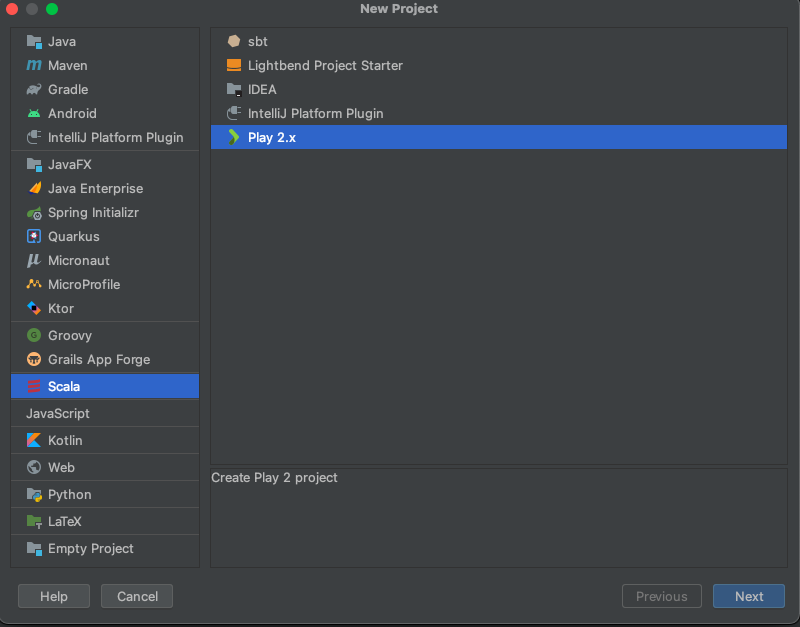 New Project
Java
Maven
Gradle
Android
IntelliJ Platform Plugin
JavaFX
Java Enterprise
Spring Initializr
Quarkus
Micronaut
MicroProfile
Ktor
Groovy
Grails App Forge
Scala
JavaScript
Kotlin
Web
Python
LaTeX
Empty Project
sbt
Lightbend Project Starter
IDEA
IntelliJ Platform Plugin
Play 2.x
Create Play 2 project
Help
Cancel
Previous
Next